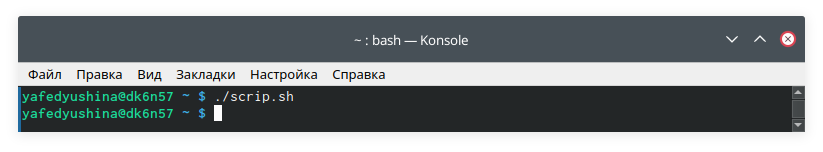 ~ : bash — Konsole
Файл Правка Вид Закладки Настройка Справка
yafedyushina@dk6n57 ~ $ ./scrip.sh
yafedyushina@dk6n57 ~ $